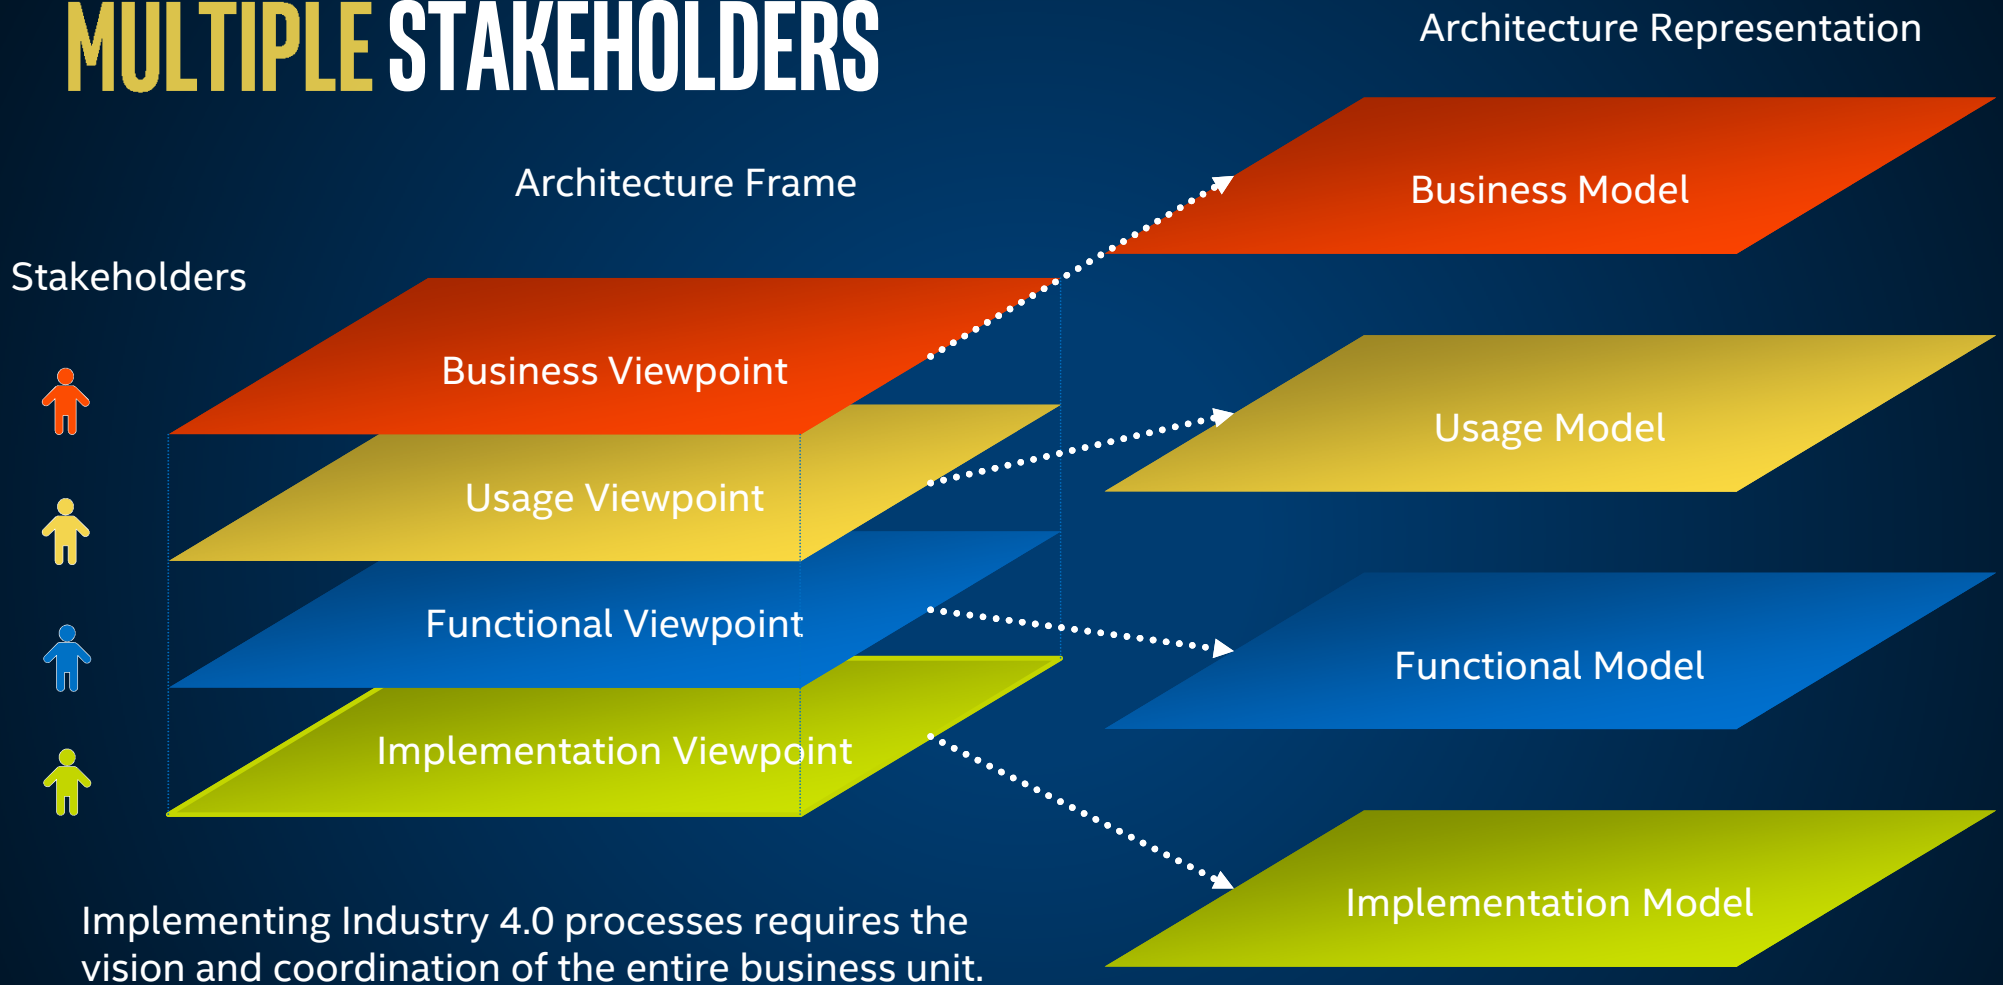 MULTIPLE STAKEHOLDERS
Architecture Representation
Architecture Frame
Stakeholders
Business Viewpoint
Usage Viewpoint
Functional Viewpoint
Implementation Viewpoint
Business Model
Usage Model
Functional Model
Implementation Model
Implementing Industry 4.0 processes requires the
vision and coordination of the entire business unit.